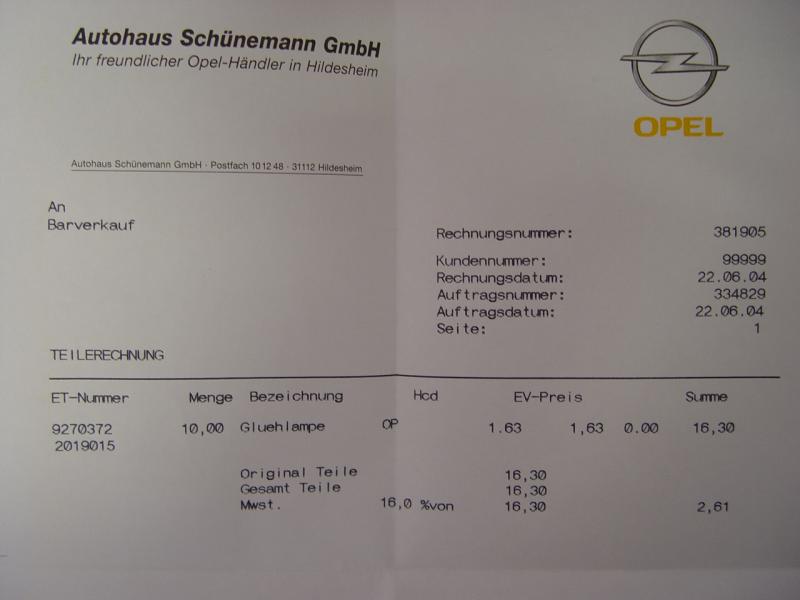 Autohaus Schünemann GmbH
Ihr freundlicher Opel-Händler in Hildesheim
OPEL
Autohaus Schünemann GmbH · Postfach 10 12 48 · 31112 Hildesheim
An
Barverkauf
Rechnungsnummer: 381905
Kundennummer: 99999
Rechnungsdatum: 22.06.04
Auftragsnummer: 334829
Auftragsdatum: 22.06.04
Seite: 1
TEILERECHNUNG
ET-Nummer Menge Bezeichnung Hcd EV-Preis Summe
9270372 10,00 Gluehlampe OP 1.63 1,63 0.00 16,30
2019015
Original Teile 16,30
Gesamt Teile 16,30
Mwst. 16,0 %von 16,30 2,61